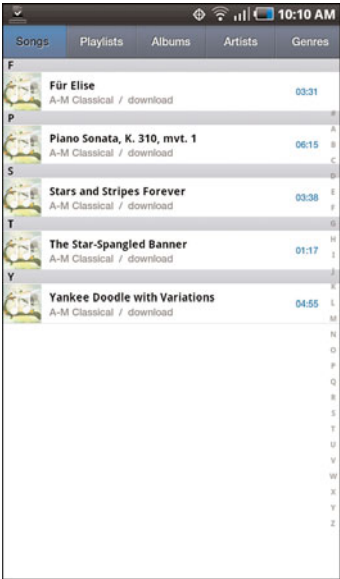 10:10 AM
Songs Playlists Albums Artists Genres
F
Für Elise
A-M Classical / download
03:31
P
Piano Sonata, K. 310, mvt. 1
A-M Classical / download
06:15
S
Stars and Stripes Forever
A-M Classical / download
03:38
T
The Star-Spangled Banner
A-M Classical / download
01:17
Y
Yankee Doodle with Variations
A-M Classical / download
04:55
#
A
B
C
D
E
F
G
H
I
J
K
L
M
N
O
P
Q
R
S
T
U
V
W
X
Y
Z